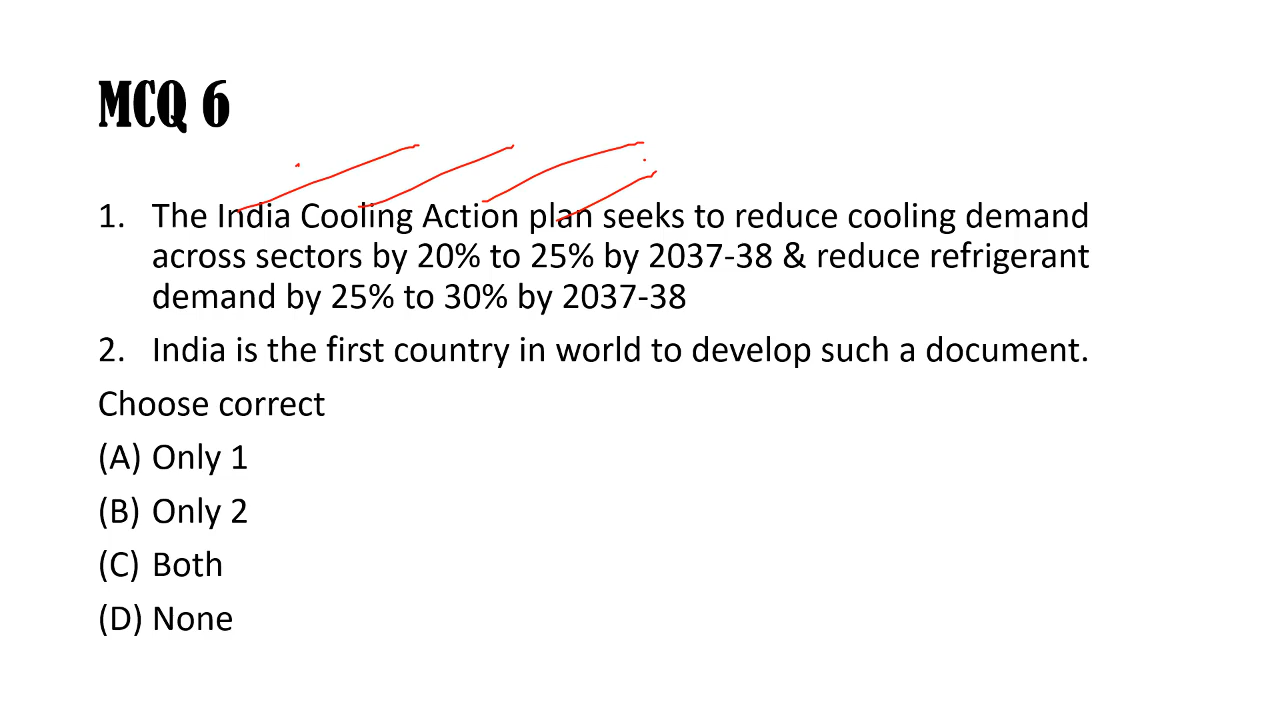 MCQ 6
1. The India Cooling Action plan seeks to reduce cooling demand
across sectors by 20% to 25% by 2037-38 & reduce refrigerant
demand by 25% to 30% by 2037-38
2. India is the first country in world to develop such a document.
Choose correct
(A) Only 1
(B) Only 2
(C) Both
(D) None